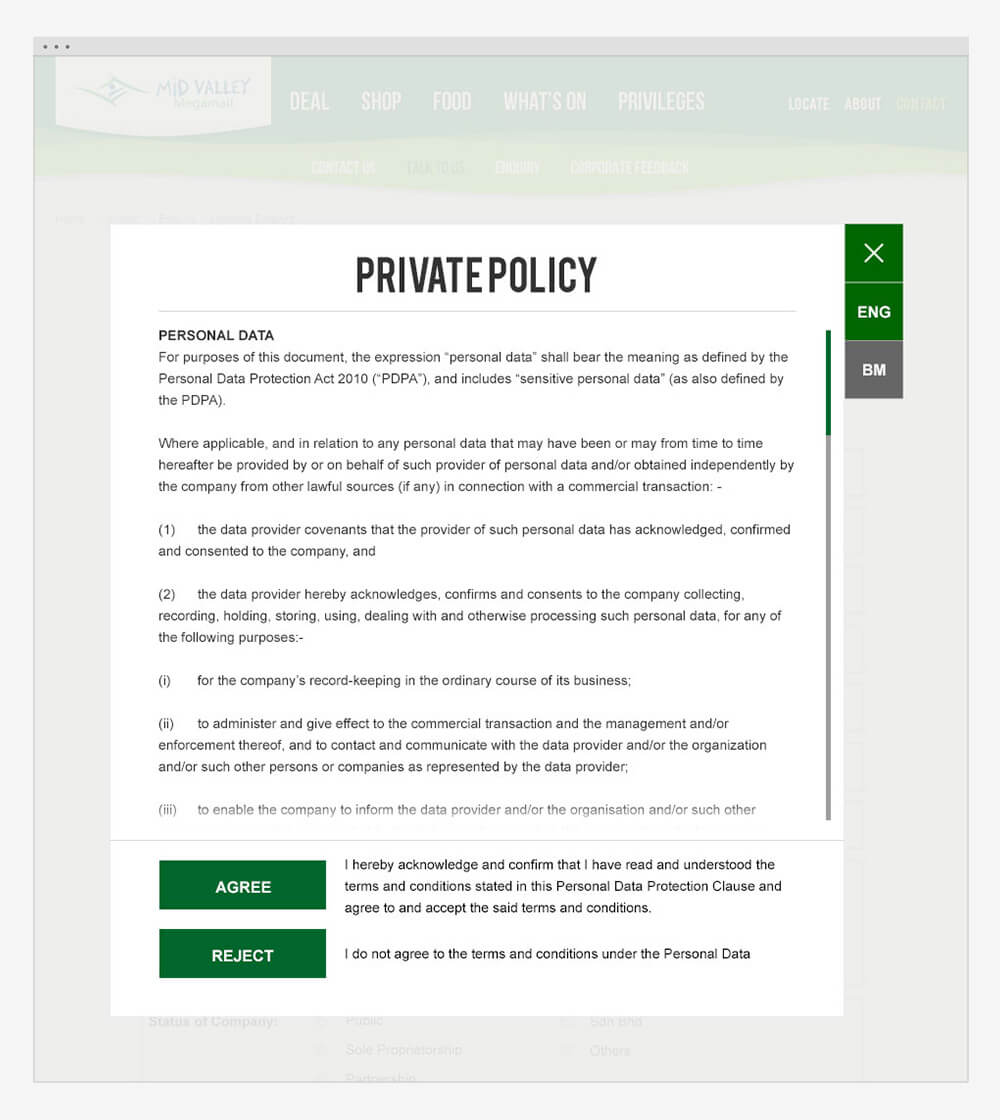 MID VALLEY
Megamall
DEAL SHOP FOOD WHAT'S ON PRIVILEGES LOCATE ABOUT CONTACT
CONTACT US TALK TO US ENQUIRY CORPORATE FEEDBACK
Home
PRIVATE POLICY
ENG
BM
PERSONAL DATA
For purposes of this document, the expression “personal data” shall bear the meaning as defined by the
Personal Data Protection Act 2010 (“PDPA”), and includes “sensitive personal data” (as also defined by
the PDPA).
Where applicable, and in relation to any personal data that may have been or may from time to time
hereafter be provided by or on behalf of such provider of personal data and/or obtained independently by
the company from other lawful sources (if any) in connection with a commercial transaction: -
(1) the data provider covenants that the provider of such personal data has acknowledged, confirmed
and consented to the company, and
(2) the data provider hereby acknowledges, confirms and consents to the company collecting,
recording, holding, storing, using, dealing with and otherwise processing such personal data, for any of
the following purposes:-
(i) for the company’s record-keeping in the ordinary course of its business;
(ii) to administer and give effect to the commercial transaction and the management and/or
enforcement thereof, and to contact and communicate with the data provider and/or the organization
and/or such other persons or companies as represented by the data provider;
(iii) to enable the company to inform the data provider and/or the organisation and/or such other
AGREE
I hereby acknowledge and confirm that I have read and understood the
terms and conditions stated in this Personal Data Protection Clause and
agree to and accept the said terms and conditions.
REJECT
I do not agree to the terms and conditions under the Personal Data
Status of Company: Public Sdn Bhd
Sole Proprietorship Others
Partnership